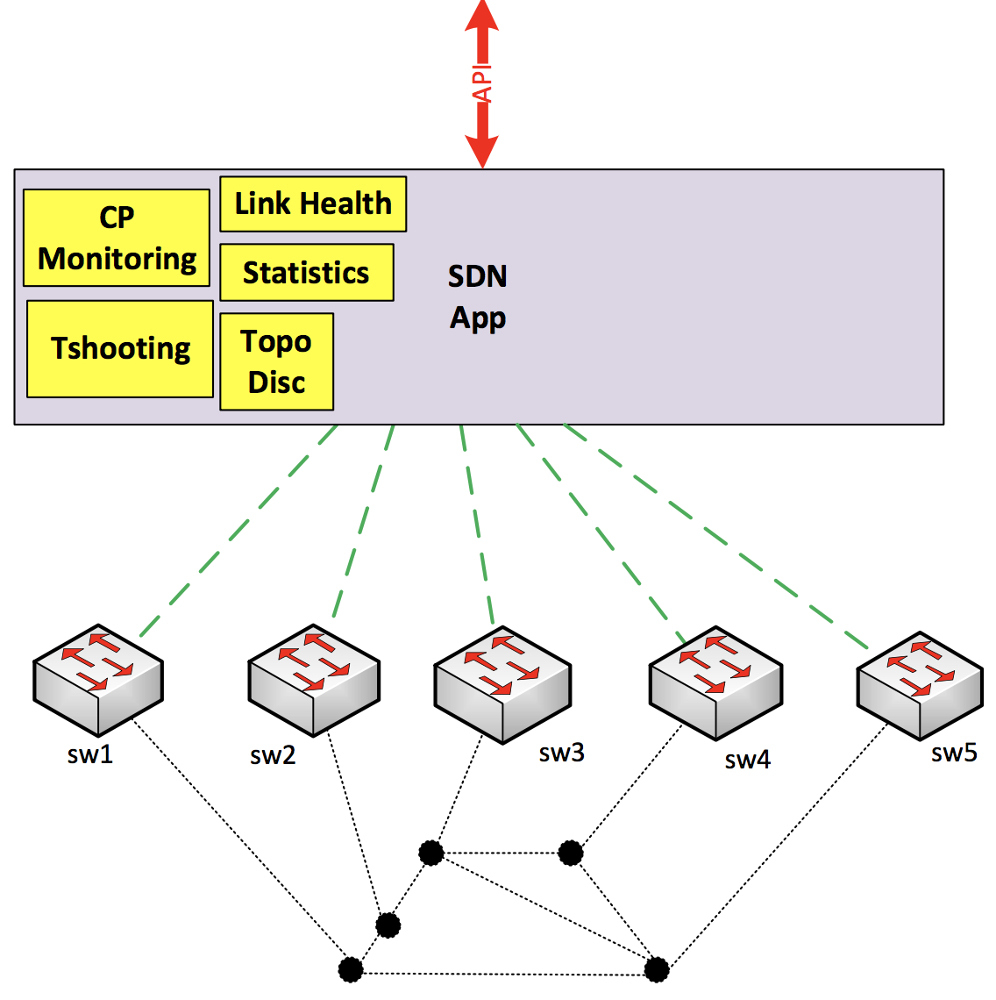 API
CP
Monitoring
Link Health
Statistics
Tshooting
Topo
Disc
SDN
App
sw1
sw2
sw3
sw4
sw5